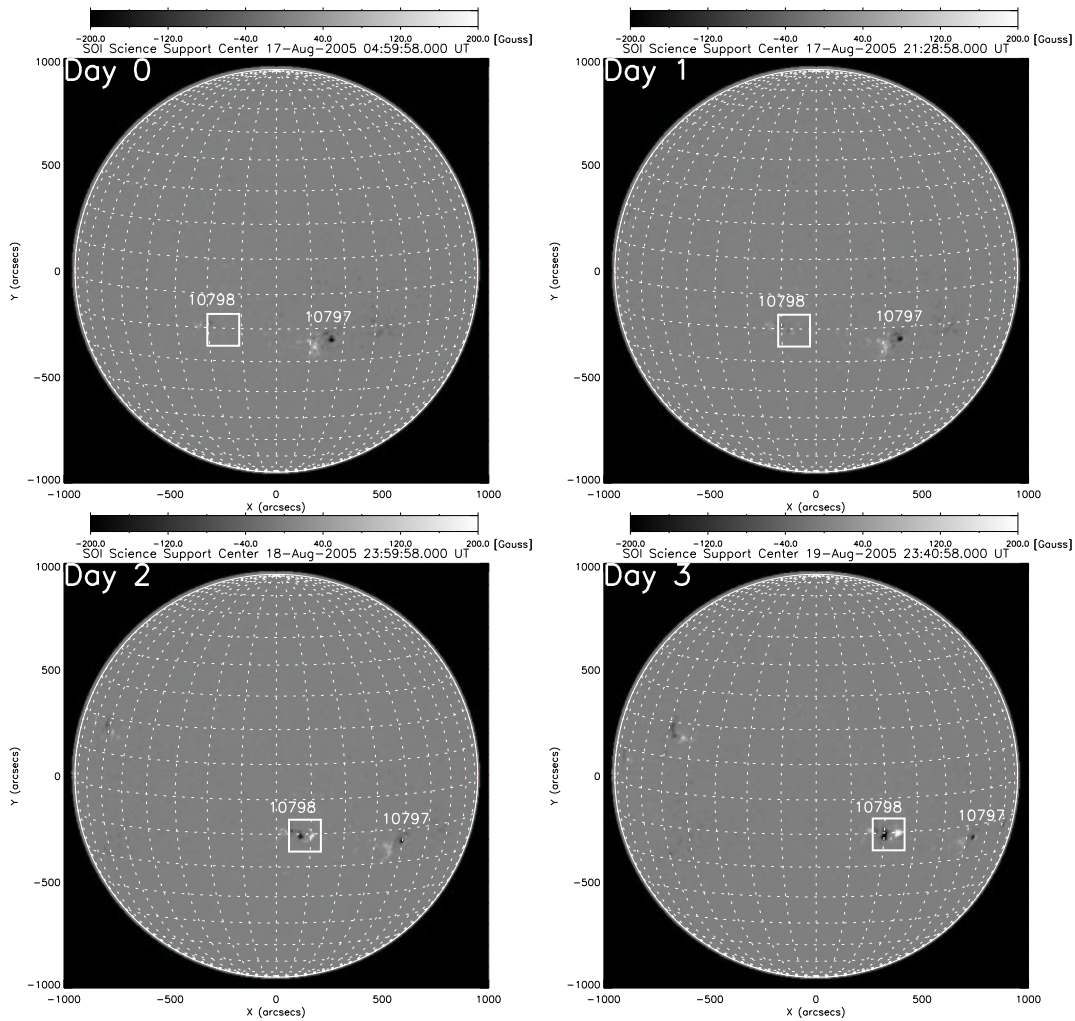 -200.0 -120.0 -40.0 40.0 120.0 200.0 [Gauss]
SOI Science Support Center 17-Aug-2005 04:59:58.000 UT
Day 0
1000
500
0
-500
-1000
Y (arcsecs)
10798
10797
-1000 -500 0 500 1000
X (arcsecs)
-200.0 -120.0 -40.0 40.0 120.0 200.0 [Gauss]
SOI Science Support Center 17-Aug-2005 21:28:58.000 UT
Day 1
1000
500
0
-500
-1000
Y (arcsecs)
10798
10797
-1000 -500 0 500 1000
X (arcsecs)
-200.0 -120.0 -40.0 40.0 120.0 200.0 [Gauss]
SOI Science Support Center 18-Aug-2005 23:59:58.000 UT
Day 2
1000
500
0
-500
-1000
Y (arcsecs)
10798
10797
-1000 -500 0 500 1000
X (arcsecs)
-200.0 -120.0 -40.0 40.0 120.0 200.0 [Gauss]
SOI Science Support Center 19-Aug-2005 23:40:58.000 UT
Day 3
1000
500
0
-500
-1000
Y (arcsecs)
10798
10797
-1000 -500 0 500 1000
X (arcsecs)